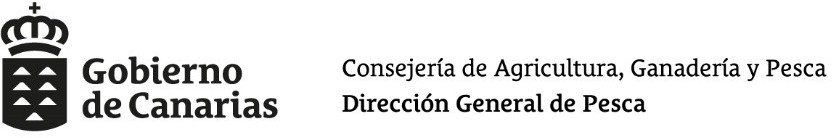 Gobierno
de Canarias
Consejería de Agricultura, Ganadería y Pesca
Dirección General de Pesca